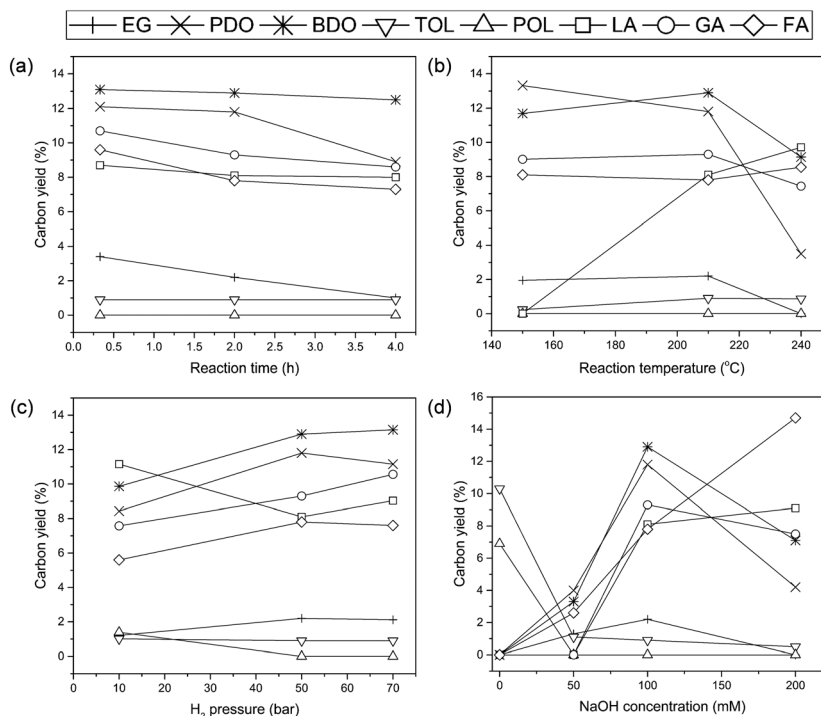 EG PDO BDO TOL POL LA GA FA
(a)
14
12
10
8
6
4
2
0
Carbon yield (%)
0.0 0.5 1.0 1.5 2.0 2.5 3.0 3.5 4.0
Reaction time (h)
(b)
14
12
10
8
6
4
2
0
Carbon yield (%)
140 160 180 200 220 240
Reaction temperature (°C)
(c)
14
12
10
8
6
4
2
0
Carbon yield (%)
10 20 30 40 50 60 70
H₂ pressure (bar)
(d)
16
14
12
10
8
6
4
2
0
Carbon yield (%)
0 50 100 150 200
NaOH concentration (mM)